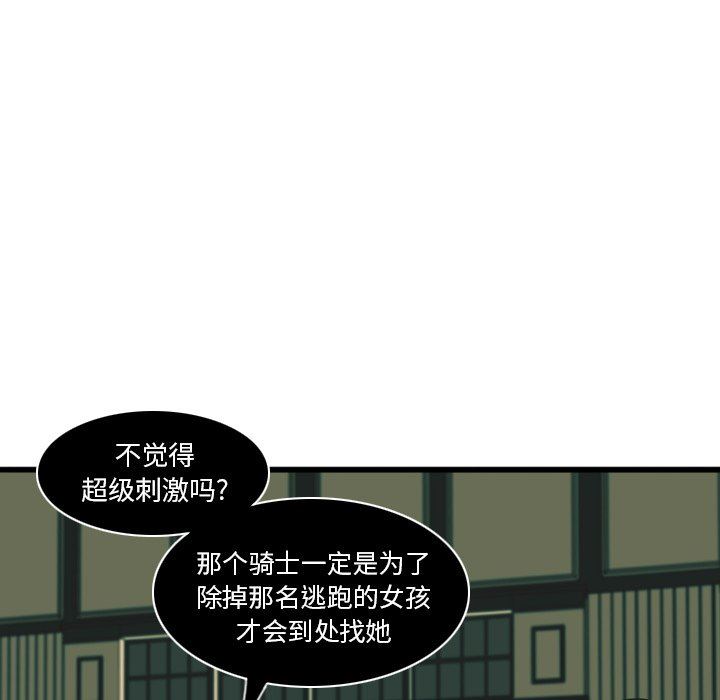 不觉得
超级刺激吗?
那个骑士一定是为了
除掉那名逃跑的女孩
才会到处找她